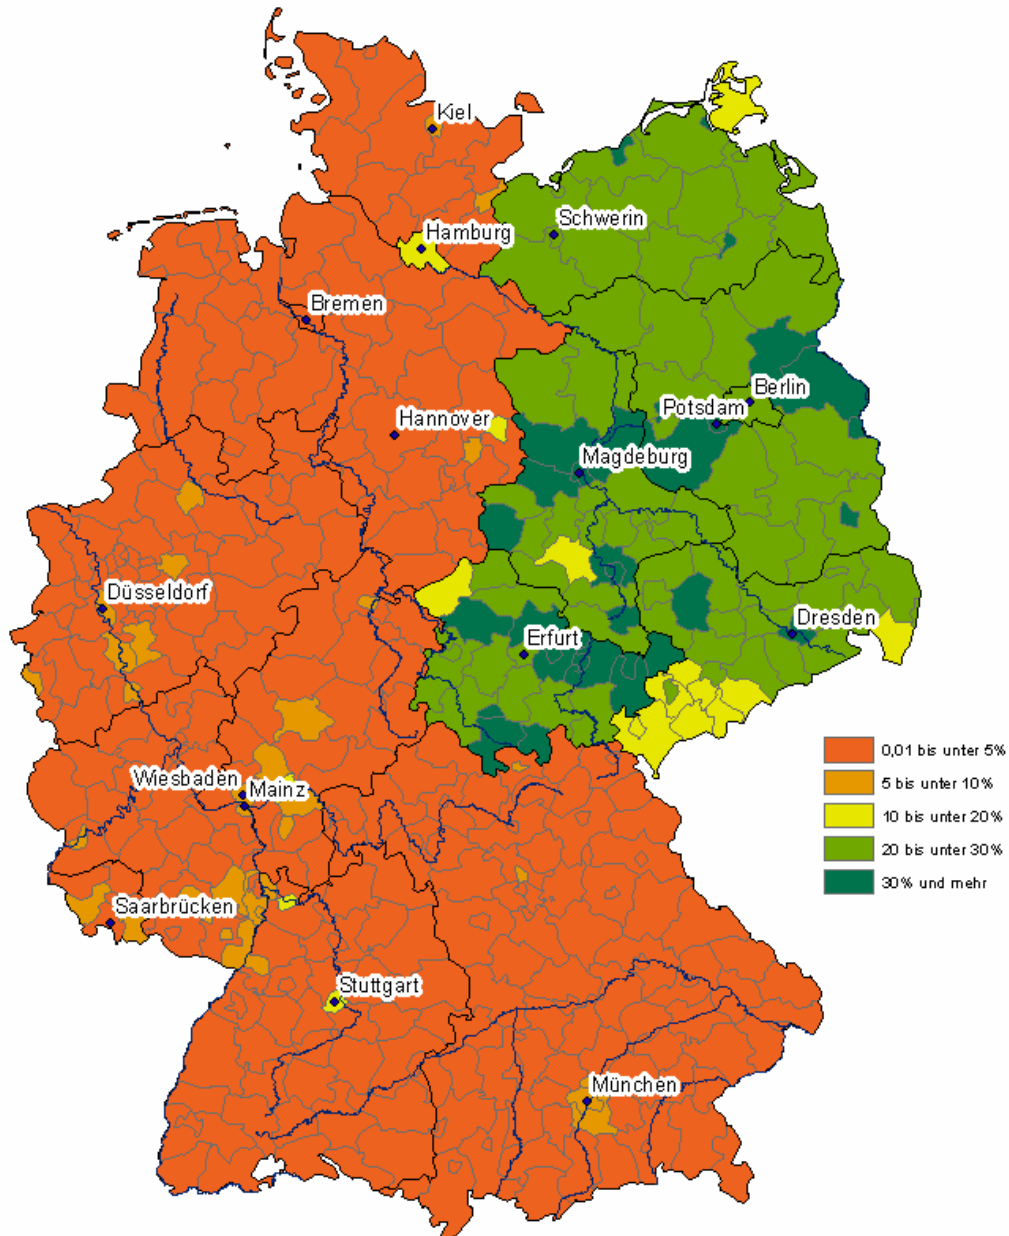 Kiel
Schwerin
Hamburg
Bremen
Berlin
Potsdam
Hannover
Magdeburg
Düsseldorf
Dresden
Erfurt
Wiesbaden
Mainz
Saarbrücken
Stuttgart
München
0,01 bis unter 5%
5 bis unter 10%
10 bis unter 20%
20 bis unter 30%
30% und mehr